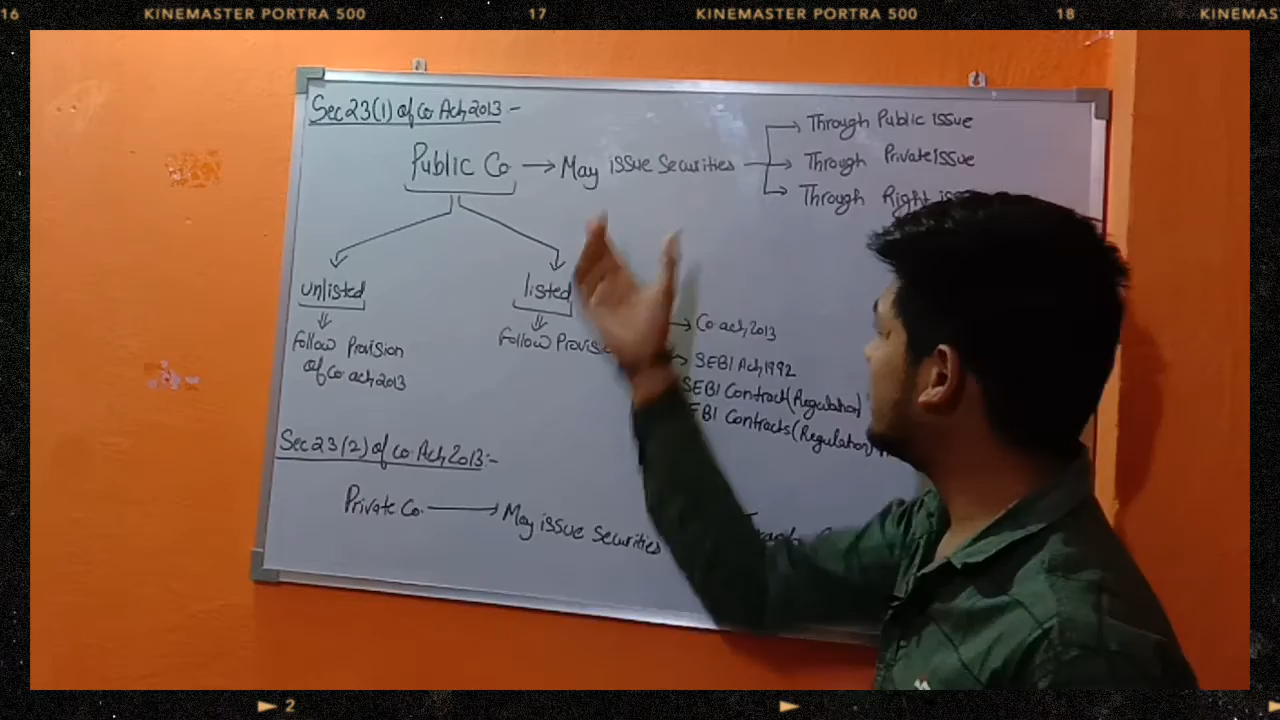 16 KINEMASTER PORTRA 500 17 KINEMASTER PORTRA 500 18 KINEMAS
Sec 23(1) of Co Act, 2013 :-
Public Co → May issue Securities
→ Through Public issue
→ Through Private issue
→ Through Right
unlisted
Follow Provision
of Co act, 2013
listed
Follow Provisi
→ Co act, 2013
→ SEBI Act, 1992
SEBI Contract (Regulation)
EBI Contracts (Regulation)
Sec 23 (2) of Co. Act, 2013 :-
Private Co. → May issue Securities
2